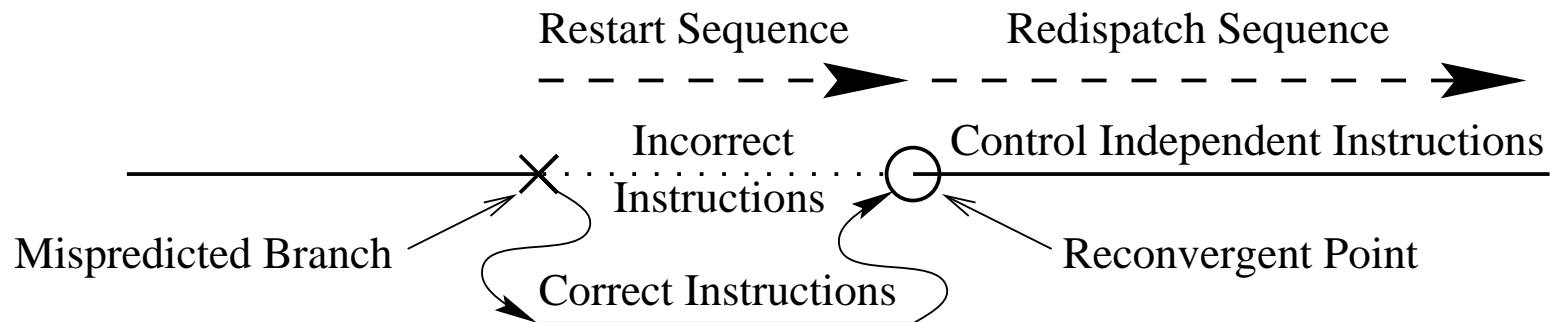 Restart Sequence
Redispatch Sequence
Incorrect
Instructions
Control Independent Instructions
Mispredicted Branch
Reconvergent Point
Correct Instructions